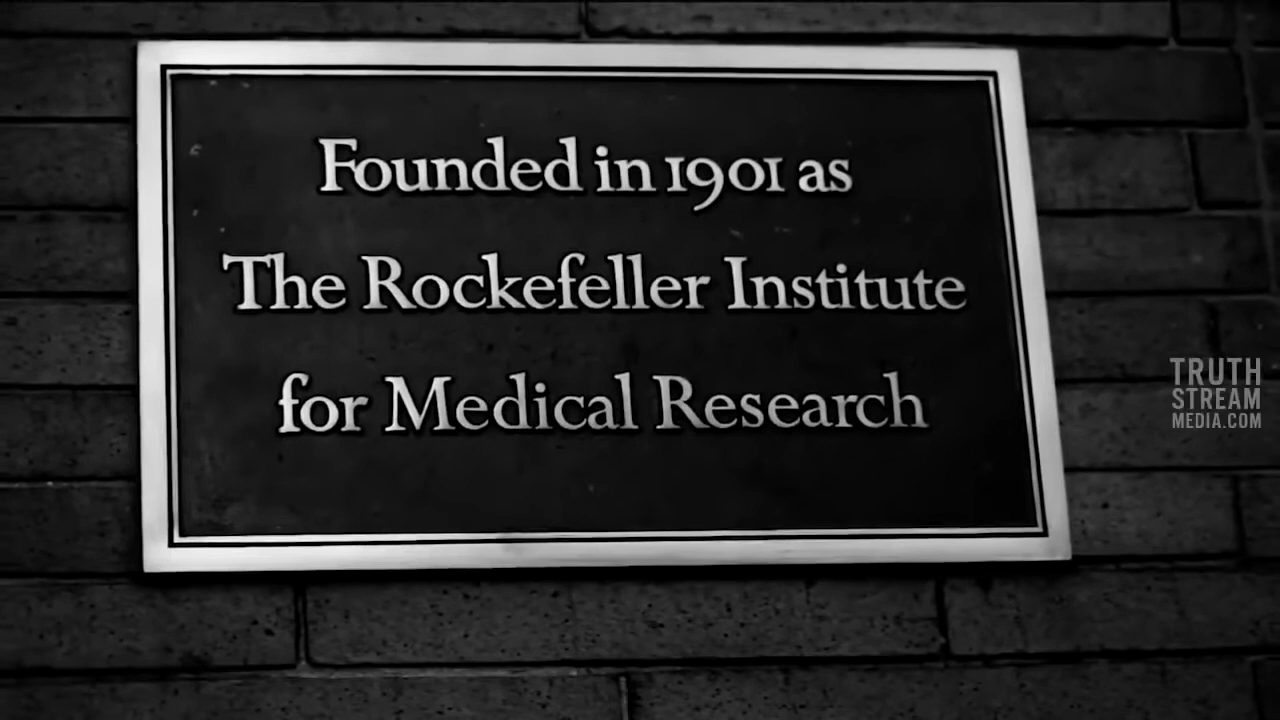 Founded in 1901 as
The Rockefeller Institute
for Medical Research
TRUTH
STREAM
MEDIA.COM